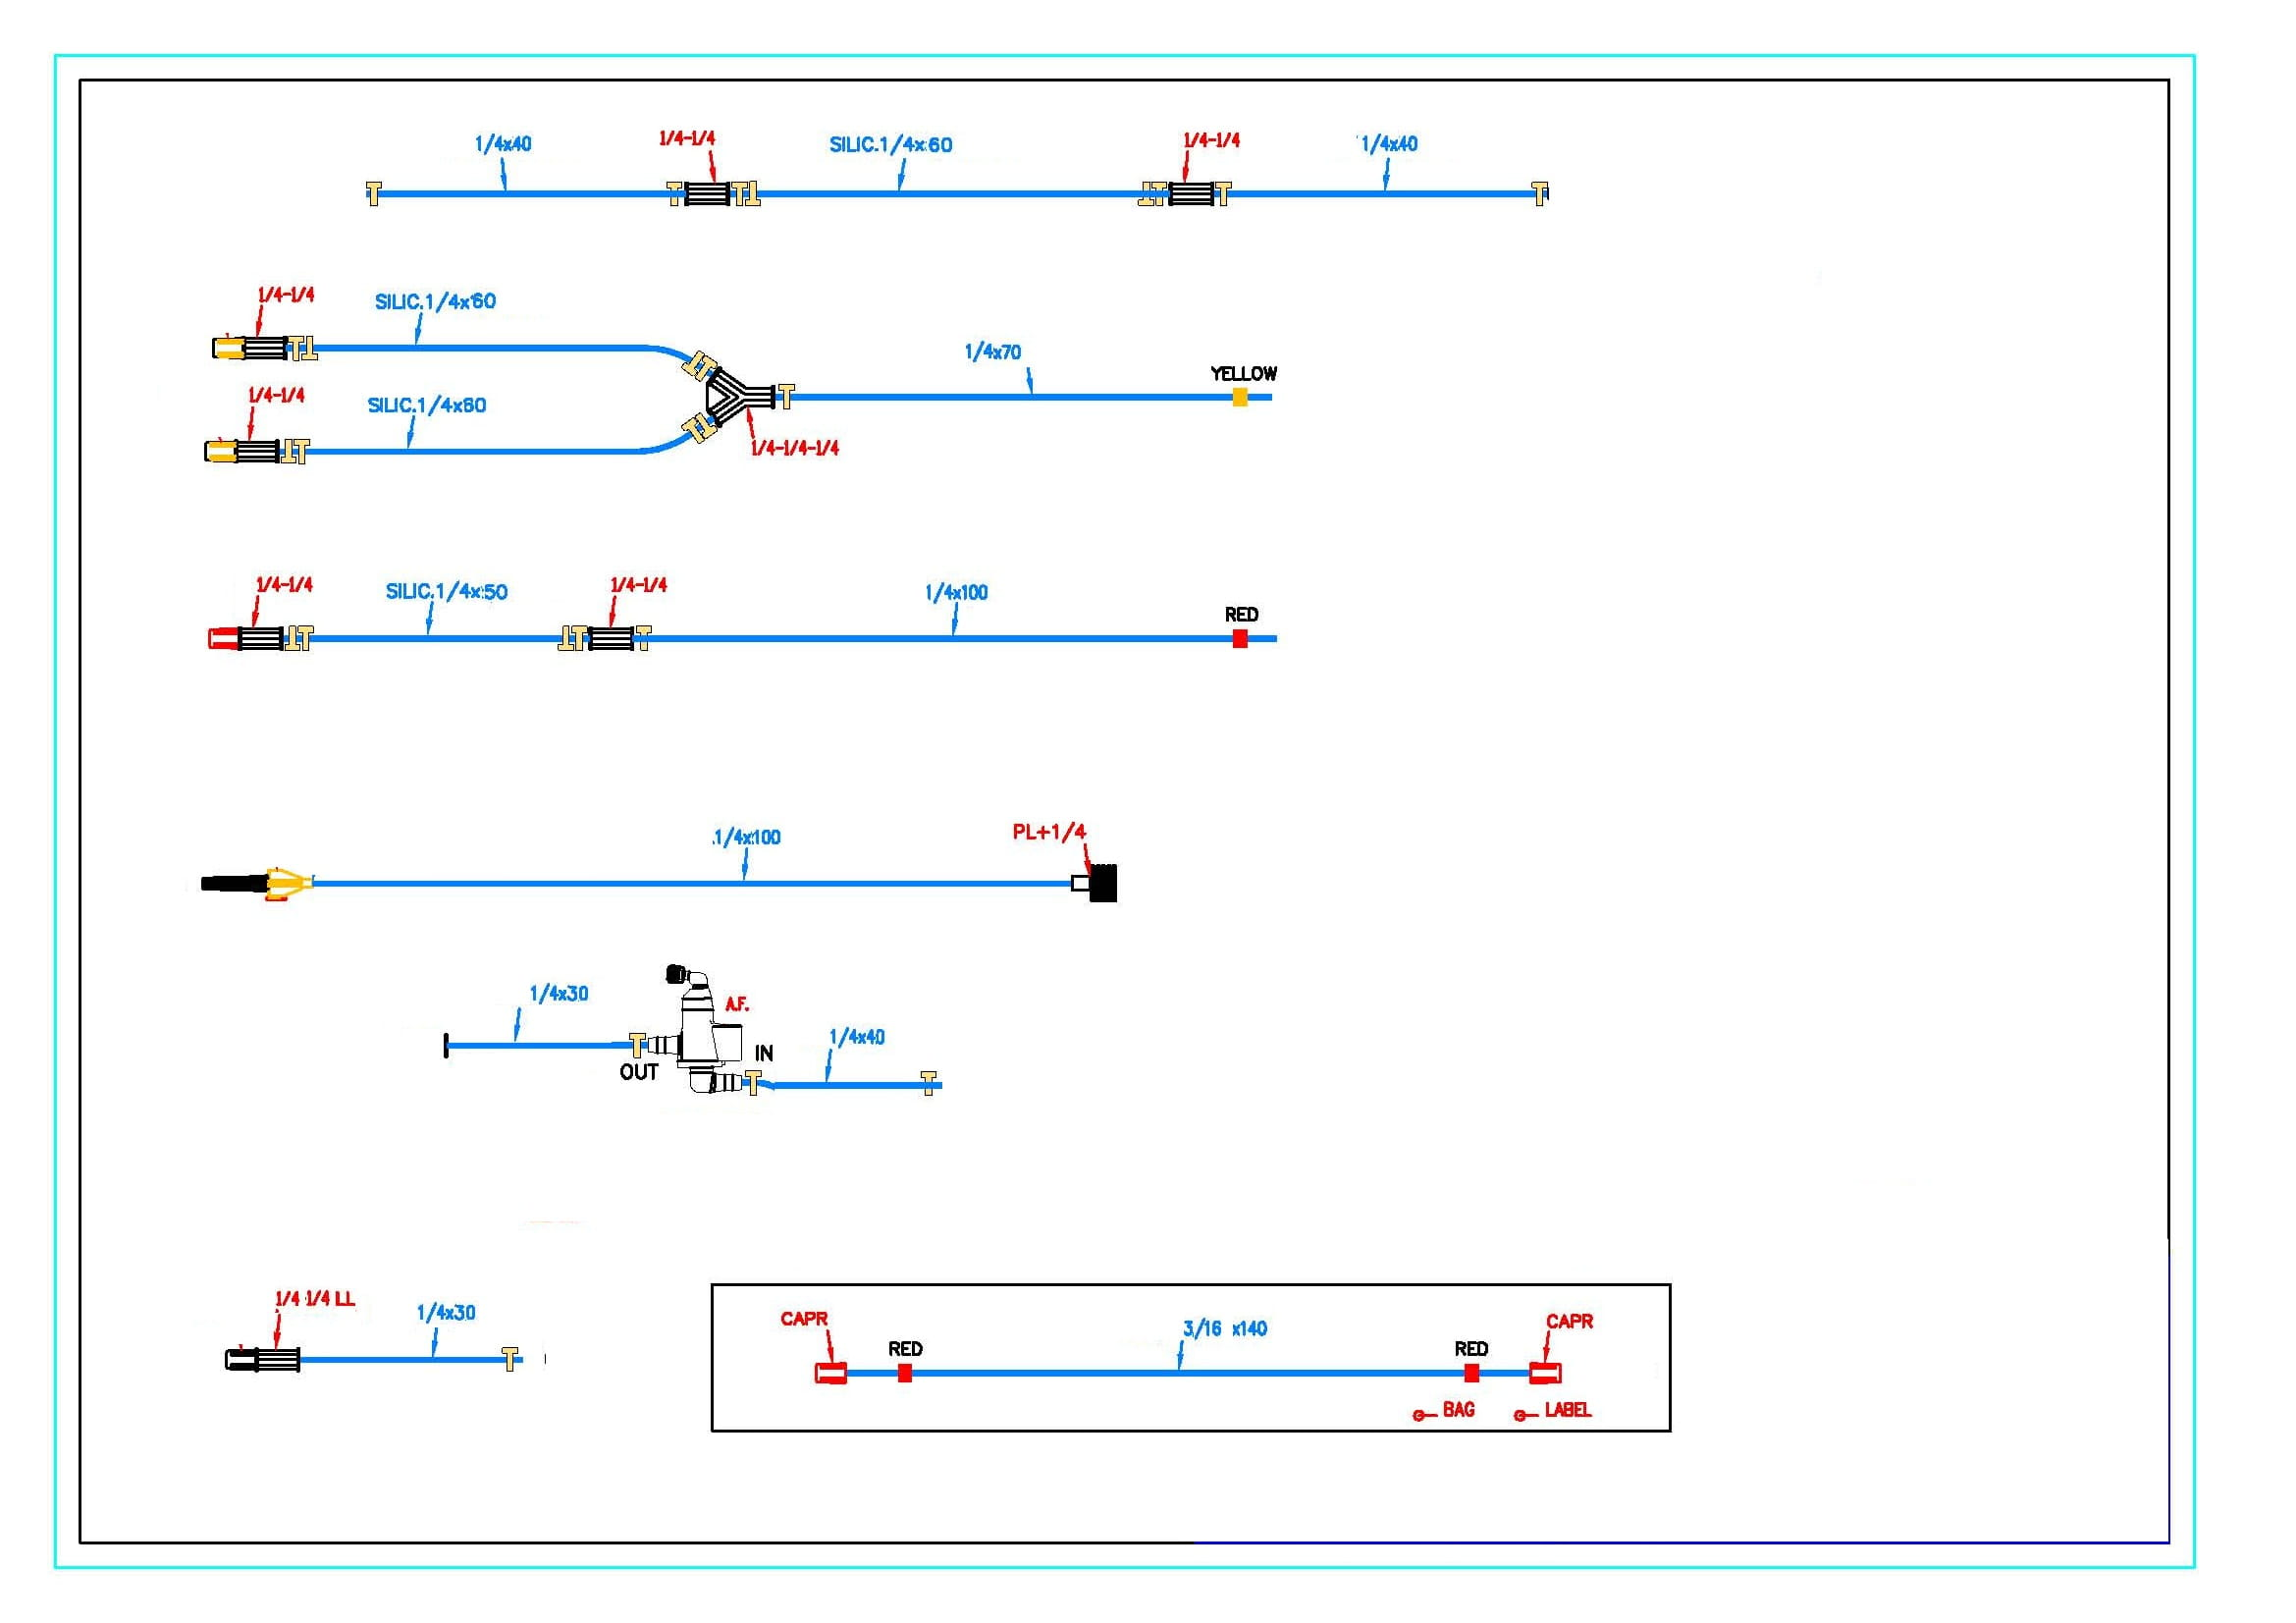 1/4x40
1/4-1/4
SILIC.1/4x60
1/4-1/4
1/4x40
1/4-1/4
SILIC.1/4x60
1/4x70
YELLOW
1/4-1/4
SILIC.1/4x60
1/4-1/4-1/4
1/4-1/4
SILIC.1/4x50
1/4-1/4
1/4x100
RED
1/4x100
PL+1/4
1/4x30
A.F.
OUT
IN
1/4x40
1/4 1/4 LL
1/4x30
CAPR
RED
3/16 x140
RED
CAPR
BAG
LABEL